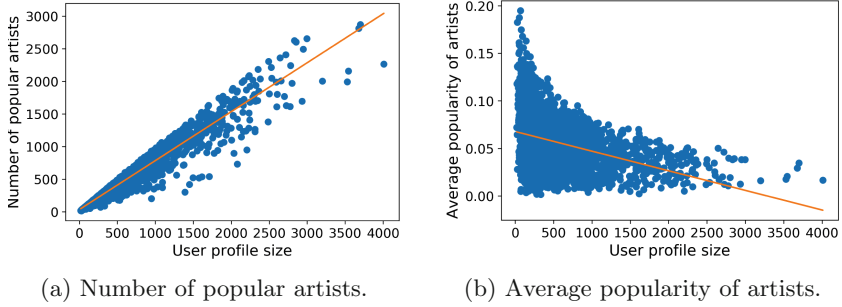 Number of popular artists
3000
2500
2000
1500
1000
500
0
0 500 1000 1500 2000 2500 3000 3500 4000
User profile size
(a) Number of popular artists.
Average popularity of artists
0.20
0.15
0.10
0.05
0.00
0 500 1000 1500 2000 2500 3000 3500 4000
User profile size
(b) Average popularity of artists.